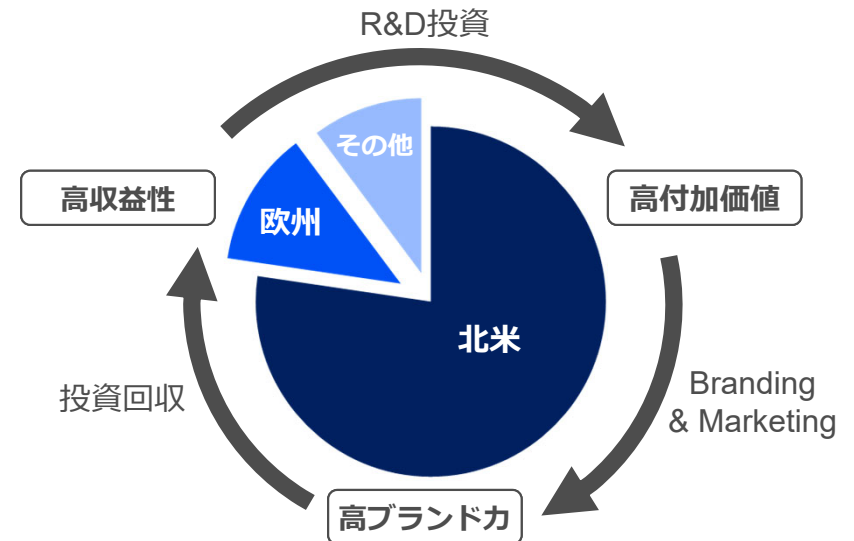 R&D投資
その他
高収益性
高付加価値
欧州
北米
投資回収
Branding
& Marketing
高ブランド力